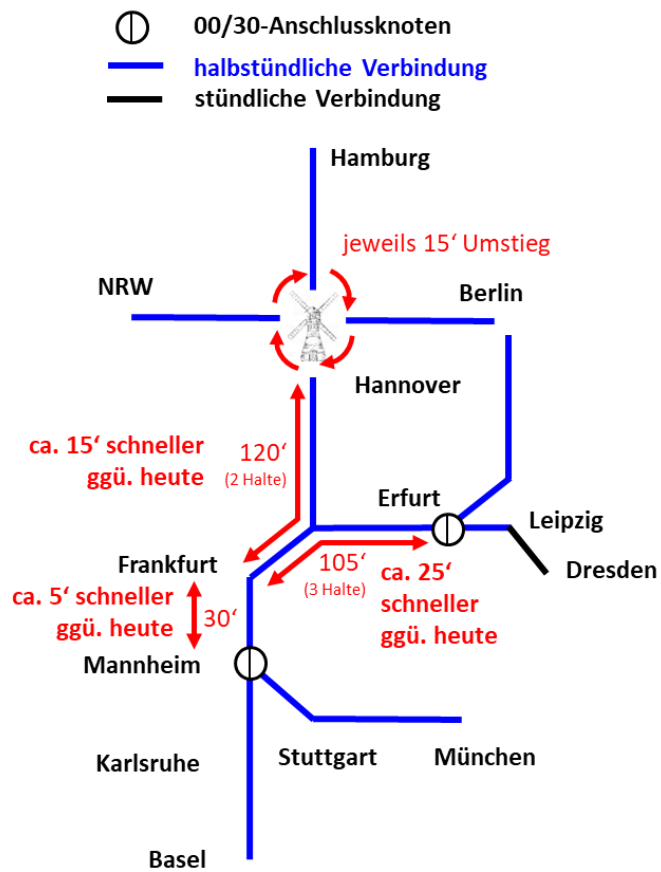 00/30-Anschlussknoten
halbstündliche Verbindung
stündliche Verbindung
Hamburg
jeweils 15‘ Umstieg
NRW
Berlin
Hannover
ca. 15‘ schneller
ggü. heute
120‘
(2 Halte)
Erfurt
Leipzig
Dresden
Frankfurt
105‘
(3 Halte)
ca. 25‘
schneller
ggü. heute
ca. 5‘ schneller
ggü. heute
30‘
Mannheim
Karlsruhe
Stuttgart
München
Basel